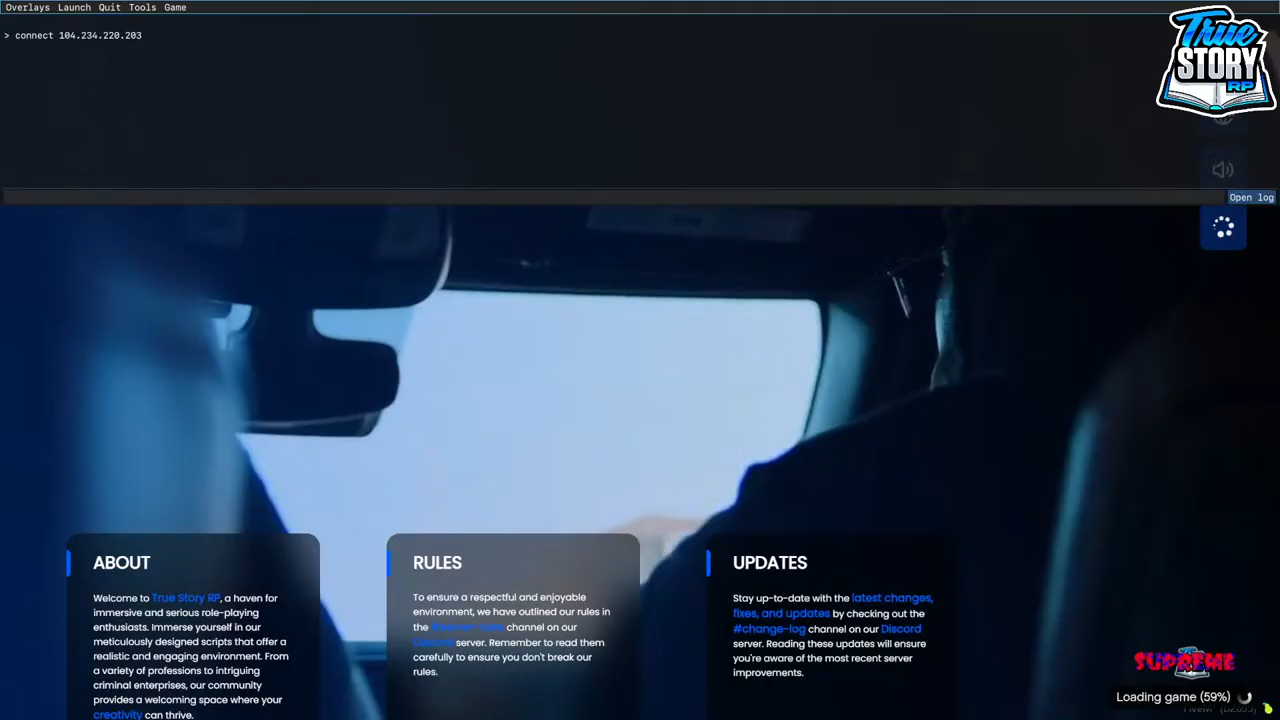 Overlays Launch Quit Tools Game
> connect 104.234.220.203
True
STORY
RP
Open log
ABOUT
Welcome to True Story RP, a haven for
immersive and serious role-playing
enthusiasts. Immerse yourself in our
meticulously designed scripts that offer a
realistic and engaging environment. From
a variety of professions to intriguing
criminal enterprises, our community
provides a welcoming space where your
creativity can thrive.
RULES
To ensure a respectful and enjoyable
environment, we have outlined our rules in
the channel on our
server. Remember to read them
carefully to ensure you don't break our
rules.
UPDATES
Stay up-to-date with the latest changes,
fixes, and updates by checking out the
#change-log channel on our Discord
server. Reading these updates will ensure
you're aware of the most recent server
improvements.
SUPREME
Loading game (59%)